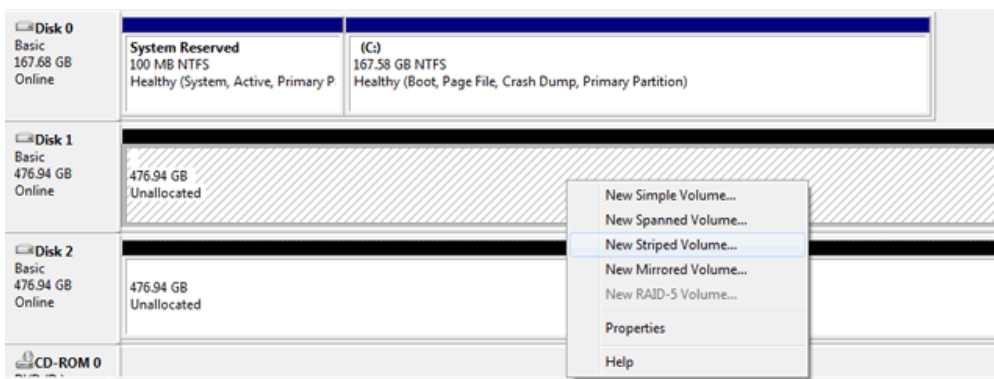 Disk 0
Basic
167.68 GB
Online
System Reserved
100 MB NTFS
Healthy (System, Active, Primary P
(C:)
167.58 GB NTFS
Healthy (Boot, Page File, Crash Dump, Primary Partition)
Disk 1
Basic
476.94 GB
Online
476.94 GB
Unallocated
Disk 2
Basic
476.94 GB
Online
476.94 GB
Unallocated
New Simple Volume...
New Spanned Volume...
New Striped Volume...
New Mirrored Volume...
New RAID-5 Volume...
Properties
Help
CD-ROM 0